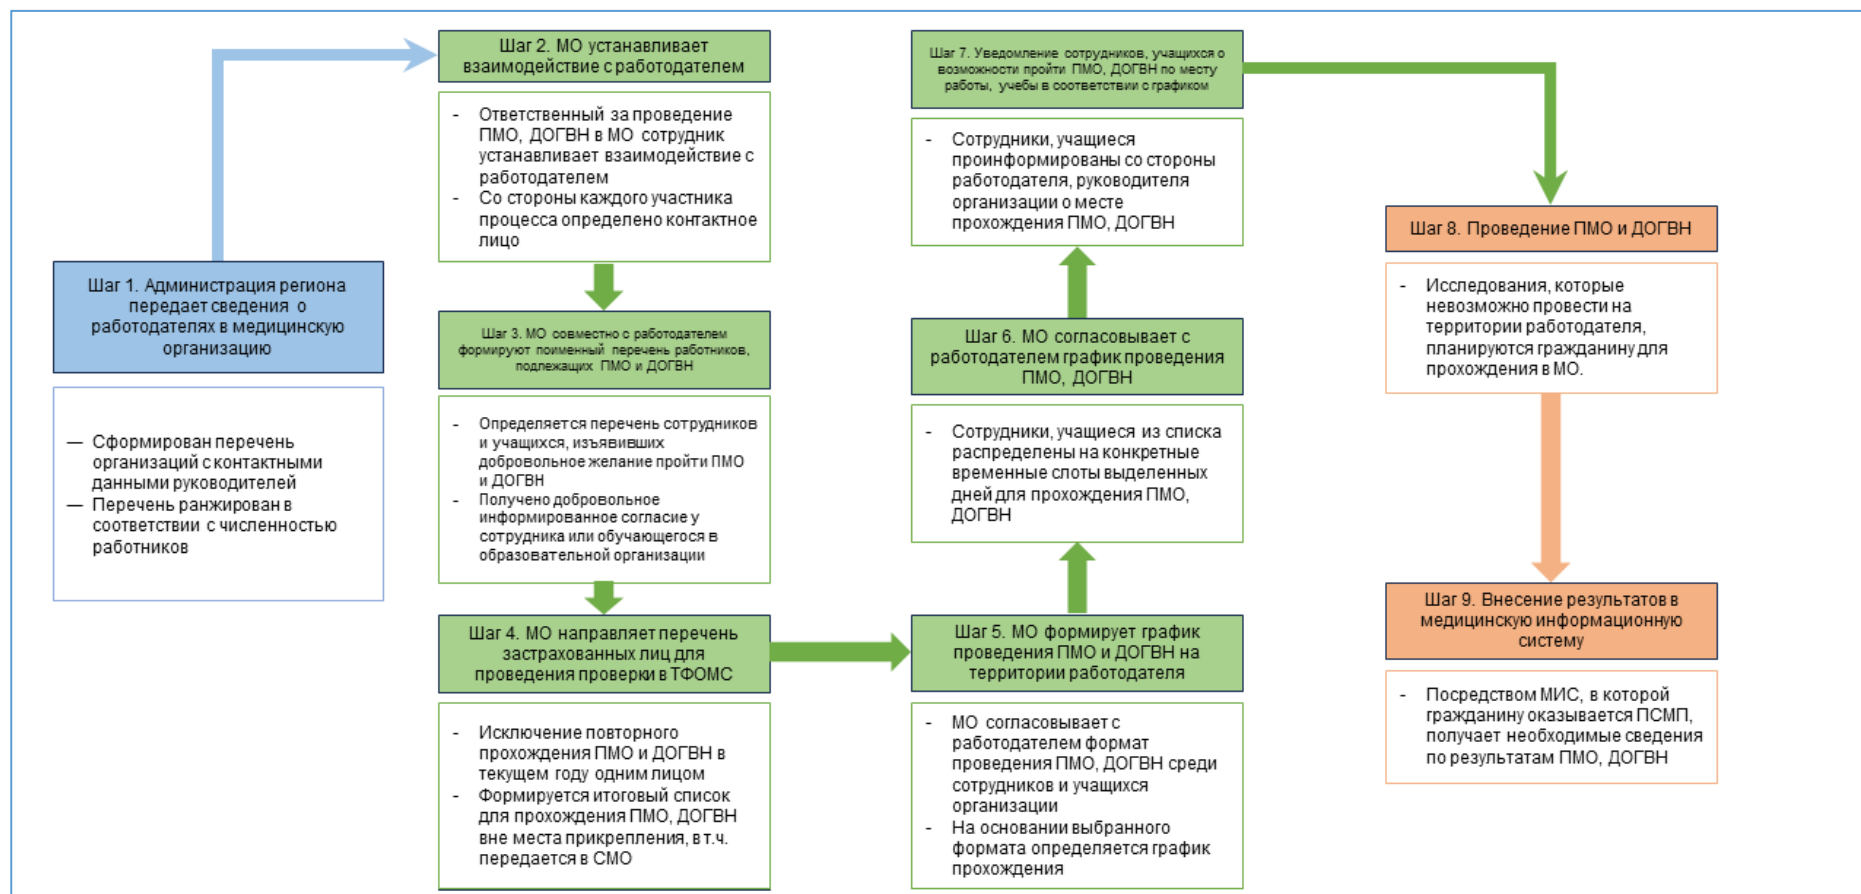 Шаг 1. Администрация региона
передает сведения о
работодателях в медицинскую
организацию
— Сформирован перечень
организаций с контактными
данными руководителей
— Перечень ранжирован в
соответствии с численностью
работников
Шаг 2. МО устанавливает
взаимодействие с работодателем
- Ответственный за проведение
ПМО, ДОГВН в МО сотрудник
устанавливает взаимодействие с
работодателем
- Со стороны каждого участника
процесса определено контактное
лицо
Шаг 3. МО совместно с работодателем
формируют поименный перечень работников,
подлежащих ПМО и ДОГВН
- Определяется перечень сотрудников
и учащихся, изъявивших
добровольное желание пройти ПМО
и ДОГВН
- Получено добровольное
информированное согласие у
сотрудника или обучающегося в
образовательной организации
Шаг 4. МО направляет перечень
застрахованных лиц для
проведения проверки в ТФОМС
- Исключение повторного
прохождения ПМО и ДОГВН в
текущем году одним лицом
- Формируется итоговый список
для прохождения ПМО, ДОГВН
вне места прикрепления, в т.ч.
передается в СМО
Шаг 5. МО формирует график
проведения ПМО и ДОГВН на
территории работодателя
- МО согласовывает с
работодателем формат
проведения ПМО, ДОГВН среди
сотрудников и учащихся
организации
- На основании выбранного
формата определяется график
прохождения
Шаг 6. МО согласовывает с
работодателем график проведения
ПМО, ДОГВН
- Сотрудники, учащиеся из списка
распределены на конкретные
временные слоты выделенных
дней для прохождения ПМО,
ДОГВН
Шаг 7. Уведомление сотрудников, учащихся о
возможности пройти ПМО, ДОГВН по месту
работы, учебы в соответствии с графиком
- Сотрудники, учащиеся
проинформированы со стороны
работодателя, руководителя
организации о месте
прохождения ПМО, ДОГВН
Шаг 8. Проведение ПМО и ДОГВН
- Исследования, которые
невозможно провести на
территории работодателя,
планируются гражданину для
прохождения в МО.
Шаг 9. Внесение результатов в
медицинскую информационную
систему
- Посредством МИС, в которой
гражданину оказывается ПСМП,
получает необходимые сведения
по результатам ПМО, ДОГВН